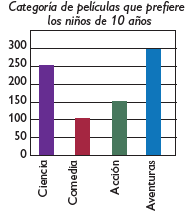 Categoría de películas que prefiere
los niños de 10 años
300
250
200
150
100
50
0
Ciencia
Comedia
Acción
Aventuras